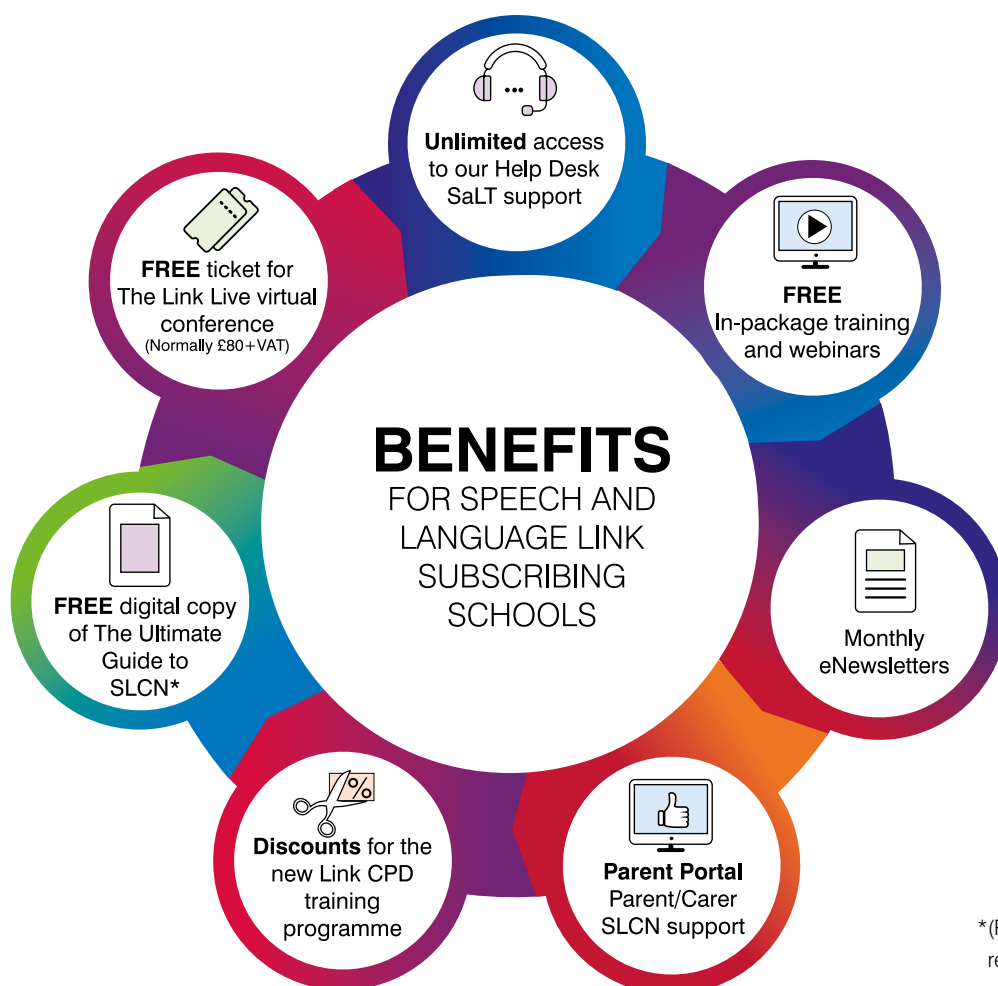 Unlimited access
to our Help Desk
SaLT support
FREE
In-package training
and webinars
Monthly
eNewsletters
Parent Portal
Parent/Carer
SLCN support
Discounts for the
new Link CPD
training
programme
FREE digital copy
of The Ultimate
Guide to
SLCN*
FREE ticket for
The Link Live virtual
conference
(Normally £80+VAT)
BENEFITS
FOR SPEECH AND
LANGUAGE LINK
SUBSCRIBING
SCHOOLS